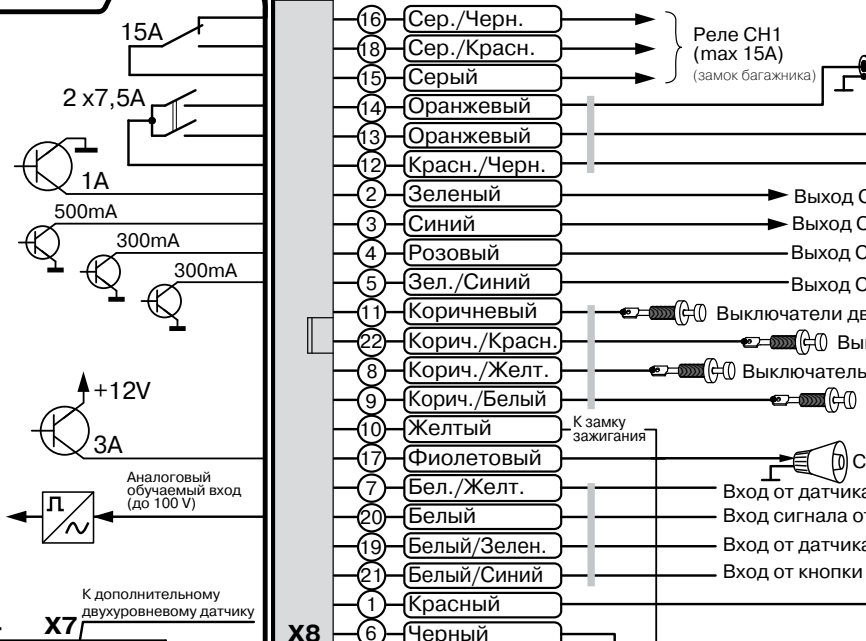 15A
2 x7,5A
1A
500mA
300mA
300mA
+12V
3A
Аналоговый
обучаемый вход
(до 100 V)
К дополнительному
двухуровневому датчику
X7
X8
16 Сер./Черн.
18 Сер./Красн.
15 Серый
14 Оранжевый
13 Оранжевый
12 Красн./Черн.
2 Зеленый
3 Синий
4 Розовый
5 Зел./Синий
11 Коричневый
22 Корич./Красн.
8 Корич./Желт.
9 Корич./Белый
10 Желтый
17 Фиолетовый
7 Бел./Желт.
20 Белый
19 Белый/Зелен.
21 Белый/Синий
1 Красный
6 Черный
Реле CH1
(max 15A)
(замок багажника)
Выход
Выход
Выход
Выход
Выключатели
Выключатель
К замку
зажигания
Вход от датчика
Вход сигнала
Вход от датчика
Вход от кнопки